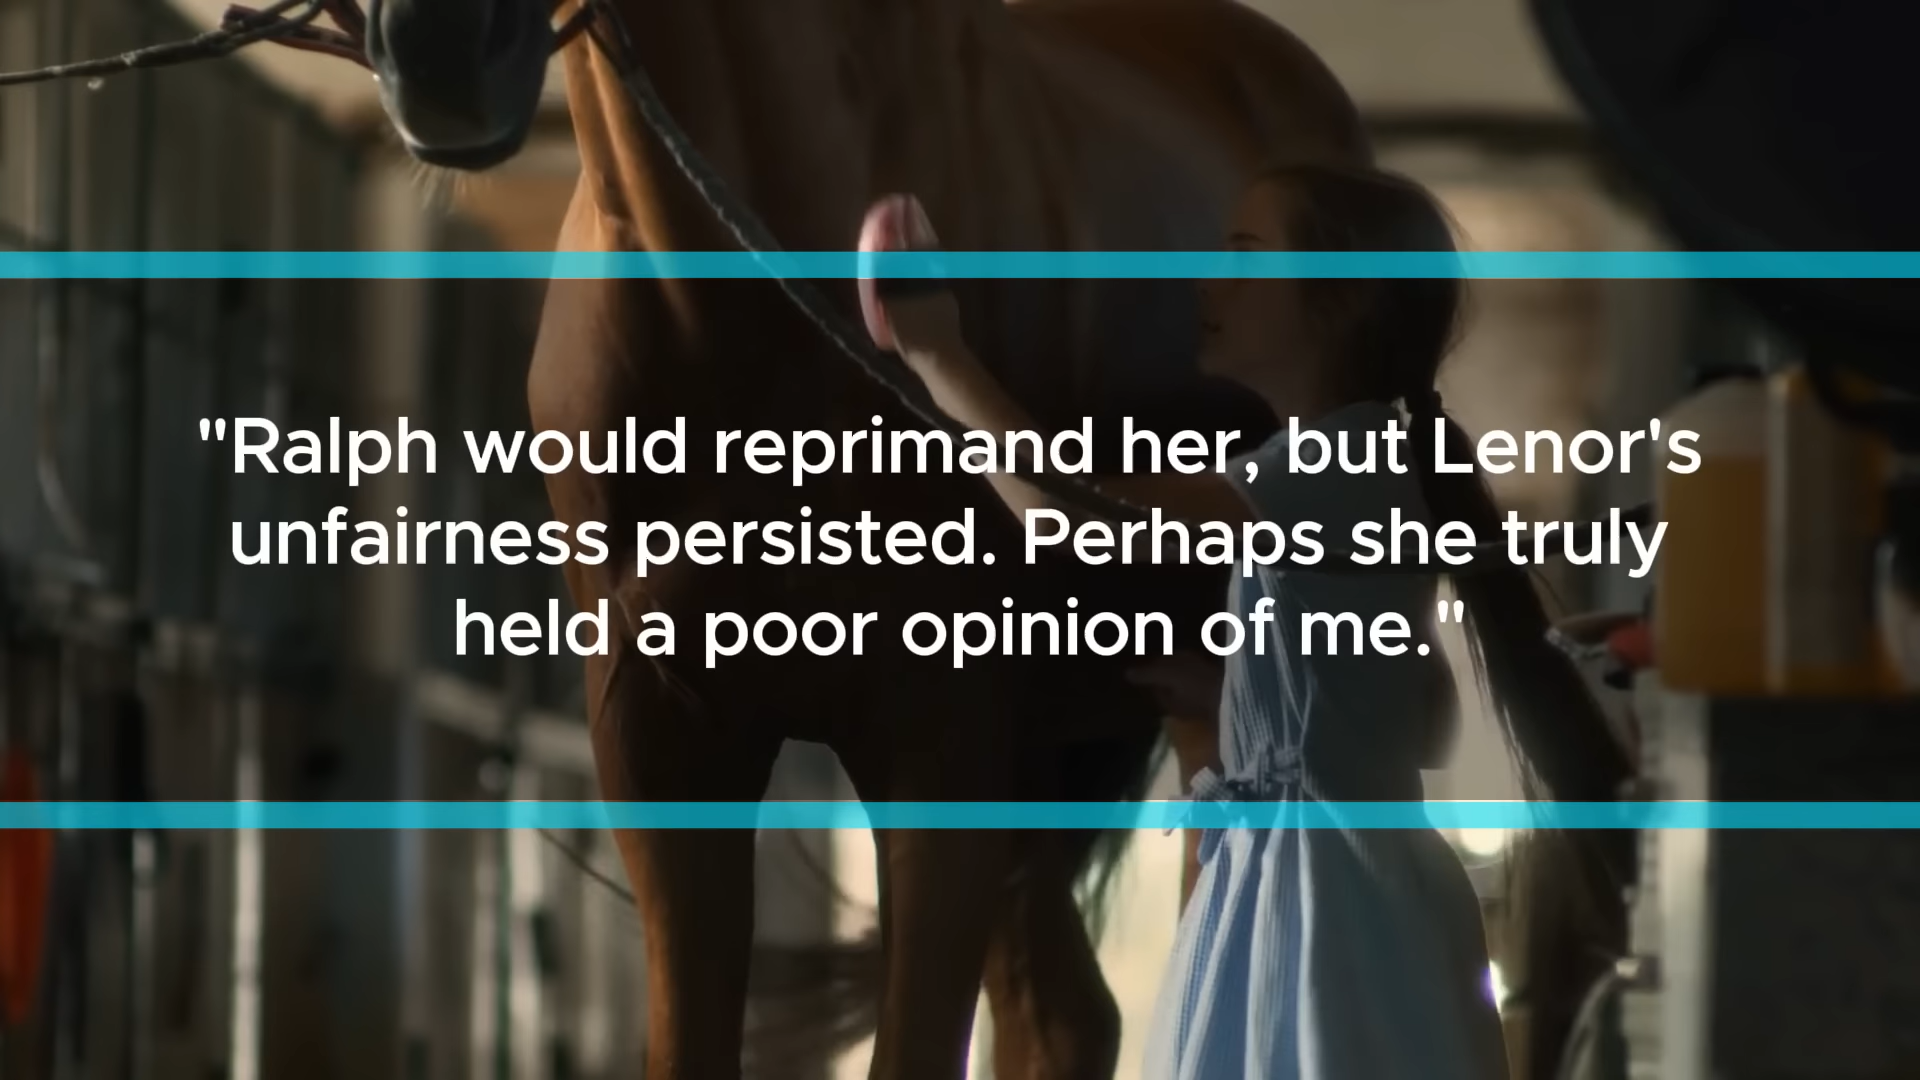 "Ralph would reprimand her, but Lenor's
unfairness persisted. Perhaps she truly
held a poor opinion of me."